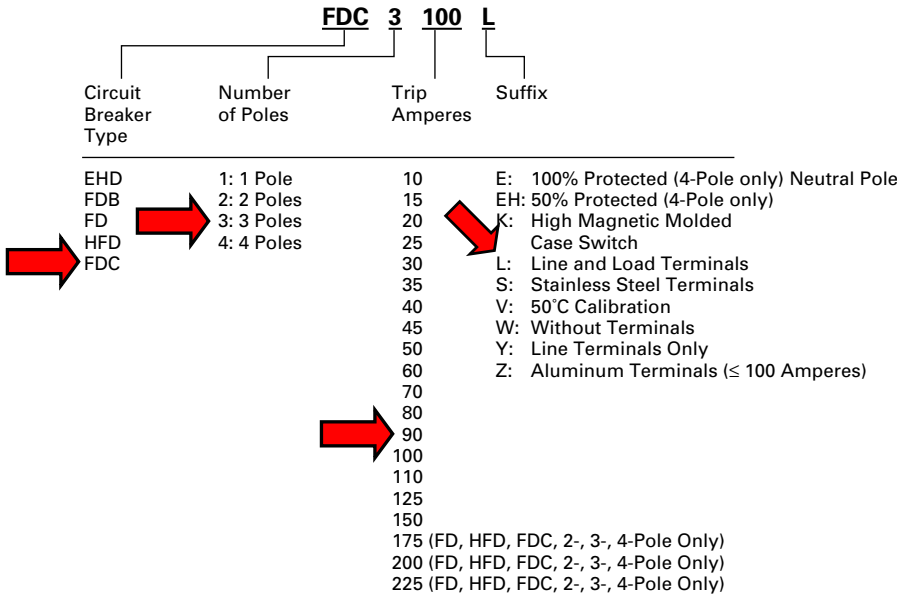 FDC 3 100 L
Circuit Breaker Type
Number of Poles
Trip Amperes
Suffix
EHD
FDB
FD
HFD
FDC
1: 1 Pole
2: 2 Poles
3: 3 Poles
4: 4 Poles
10
15
20
25
30
35
40
45
50
60
70
80
90
100
110
125
150
175 (FD, HFD, FDC, 2-, 3-, 4-Pole Only)
200 (FD, HFD, FDC, 2-, 3-, 4-Pole Only)
225 (FD, HFD, FDC, 2-, 3-, 4-Pole Only)
E: 100% Protected (4-Pole only) Neutral Pole
EH: 50% Protected (4-Pole only)
K: High Magnetic Molded
Case Switch
L: Line and Load Terminals
S: Stainless Steel Terminals
V: 50°C Calibration
W: Without Terminals
Y: Line Terminals Only
Z: Aluminum Terminals (≤ 100 Amperes)